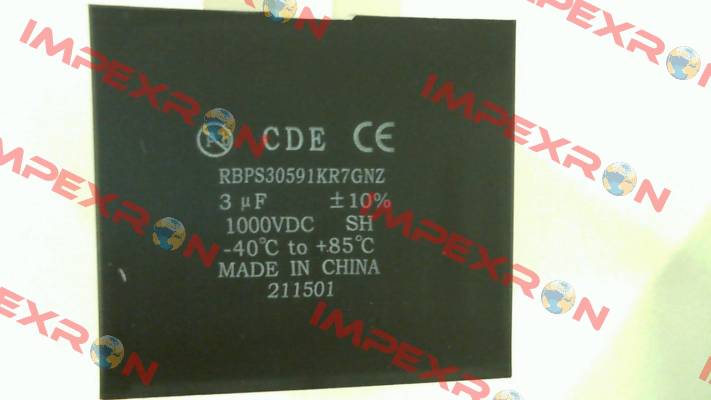 CDE CE
RBPS30591KR7GNZ
3 μF ±10%
1000VDC SH
-40℃ to +85℃
MADE IN CHINA
211501
IMPEXRON
IMPEXRON
IMPEXRON
IMPEXRON
IMPEXRON
IMPEXRON
IMPEXRON